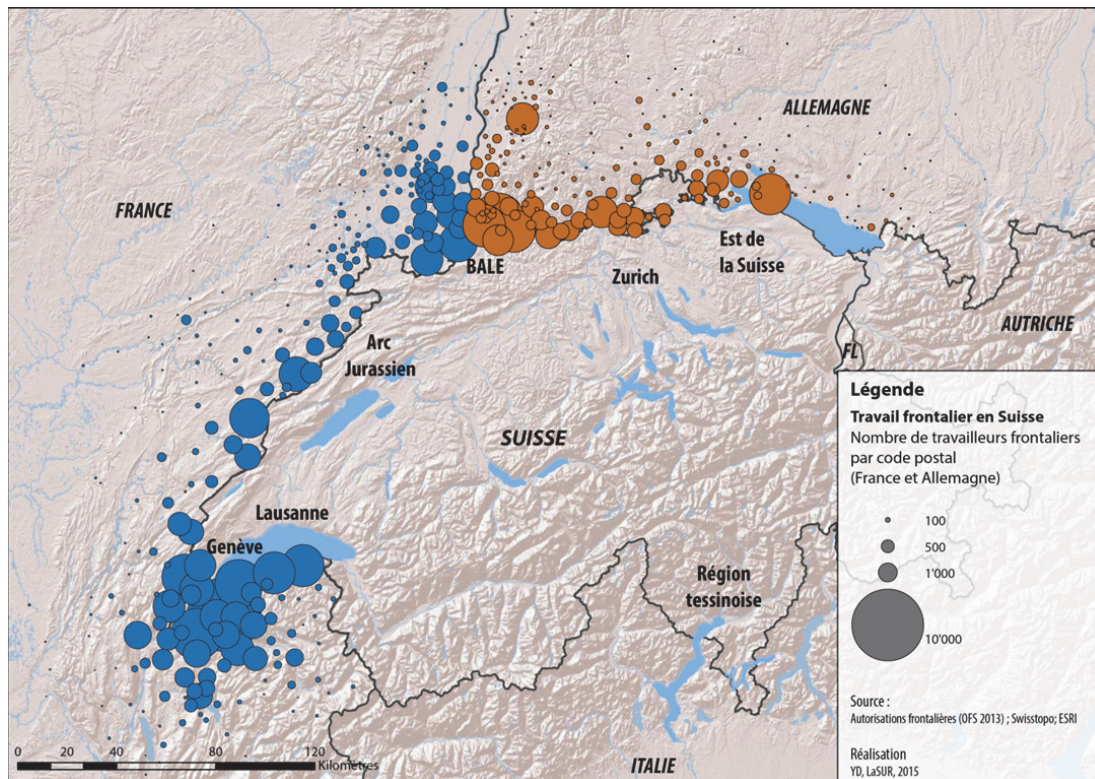 ALLEMAGNE
FRANCE
BALE
Est de
la Suisse
Zurich
AUTRICHE
Arc
Jurassien
FL
SUISSE
Lausanne
Genève
Région
tessinoise
ITALIE
0 20 40 80 120
Kilomètres
Légende
Travail frontalier en Suisse
Nombre de travailleurs frontaliers
par code postal
(France et Allemagne)
100
500
1'000
10'000
Source :
Autorisations frontalières (OFS 2013) ; Swisstopo; ESRI
Réalisation
YD, LaSUR, 2015